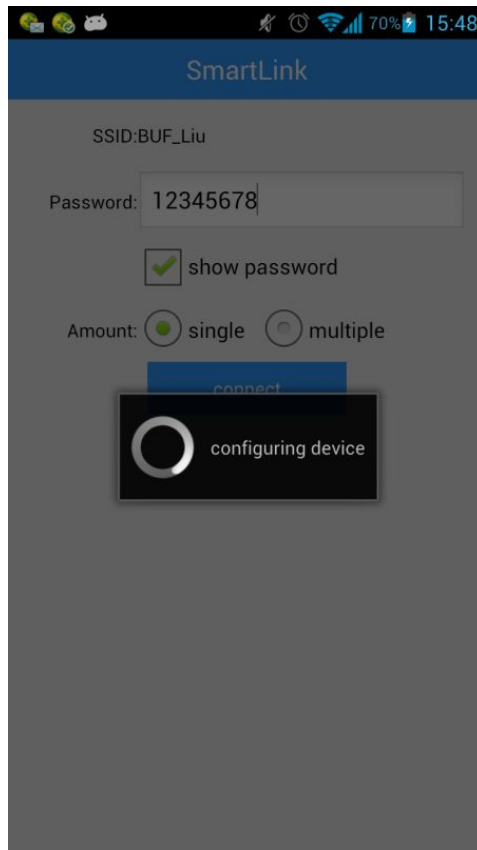 70% 15:48
SmartLink
SSID:BUF_Liu
Password: 12345678
show password
Amount: single multiple
connect
configuring device